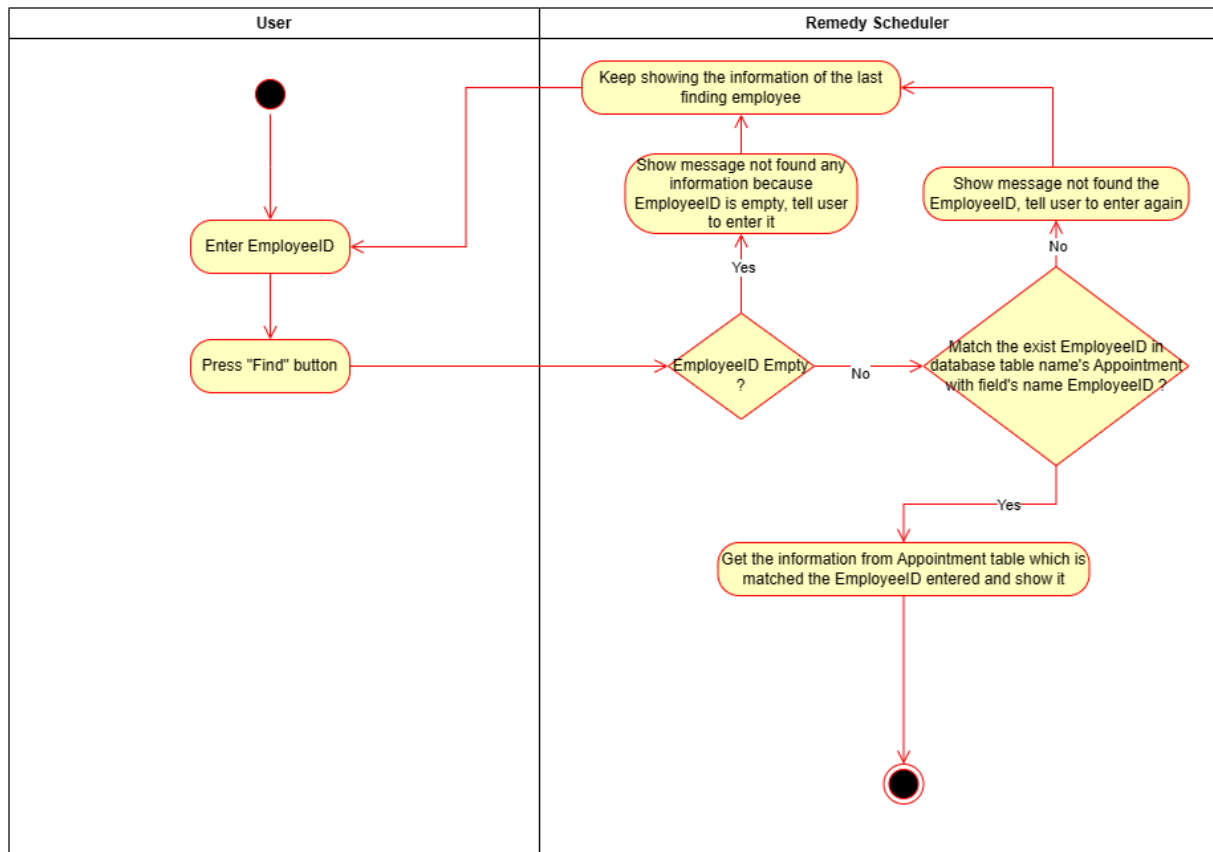 User
Remedy Scheduler
Keep showing the information of the last
finding employee
Show message not found any
information because
EmployeeID is empty, tell user
to enter it
Show message not found the
EmployeeID, tell user to enter again
Enter EmployeeID
Yes
No
Press "Find" button
EmployeeID Empty
?
No
Match the exist EmployeeID in
database table name's Appointment
with field's name EmployeeID ?
Yes
Get the information from Appointment table which is
matched the EmployeeID entered and show it